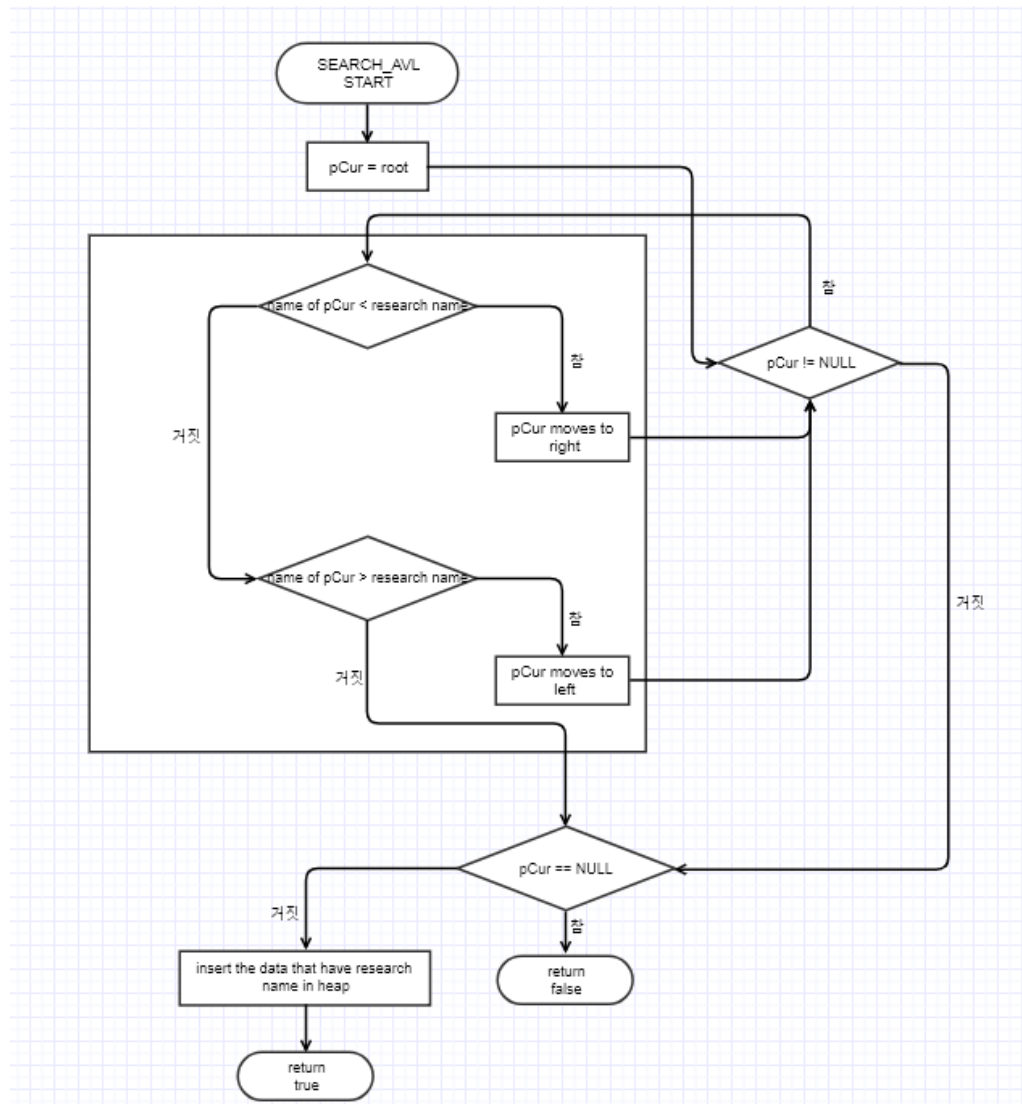 SEARCH_AVL
START
pCur = root
name of pCur < research name
참
pCur != NULL
참
pCur moves to
right
거짓
name of pCur > research name
참
거짓
거짓
pCur moves to
left
pCur == NULL
거짓
참
insert the data that have research
name in heap
return
false
return
true